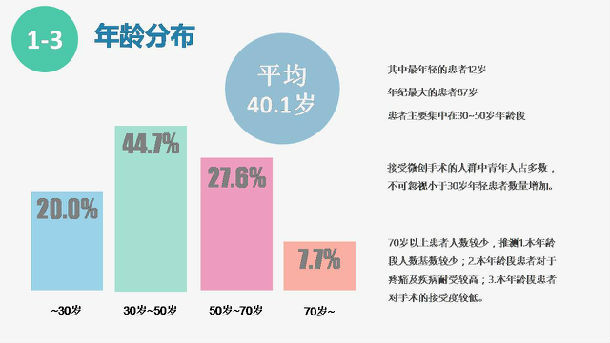 1-3
年龄分布
平均
40.1岁
44.7%
27.6%
20.0%
7.7%
~30岁
30岁~50岁
50岁~70岁
70岁~
其中最年轻的患者12岁
年纪最大的患者87岁
患者主要集中在30~50岁年龄段
接受微创手术的人群中青年人占多数，
不可忽视小于30岁年轻患者数量增加。
70岁以上患者人数较少，推测1.本年龄
段人数基数较少；2.本年龄段患者对于
疼痛及疾病耐受较高；3.本年龄段患者
对手术的接受度较低。